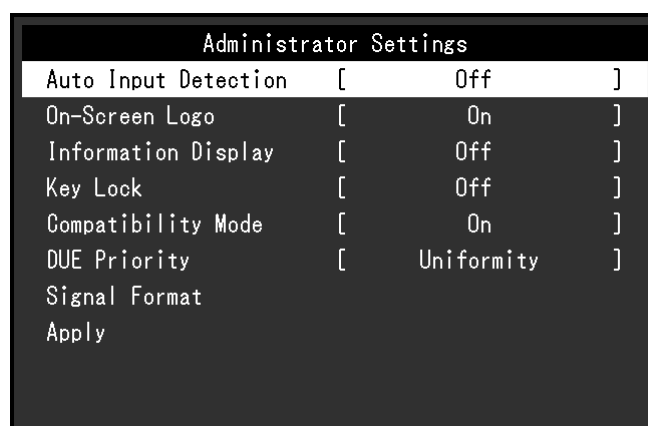 Administrator Settings
Auto Input Detection [ Off ]
On-Screen Logo [ On ]
Information Display [ Off ]
Key Lock [ Off ]
Compatibility Mode [ On ]
DUE Priority [ Uniformity ]
Signal Format
Apply